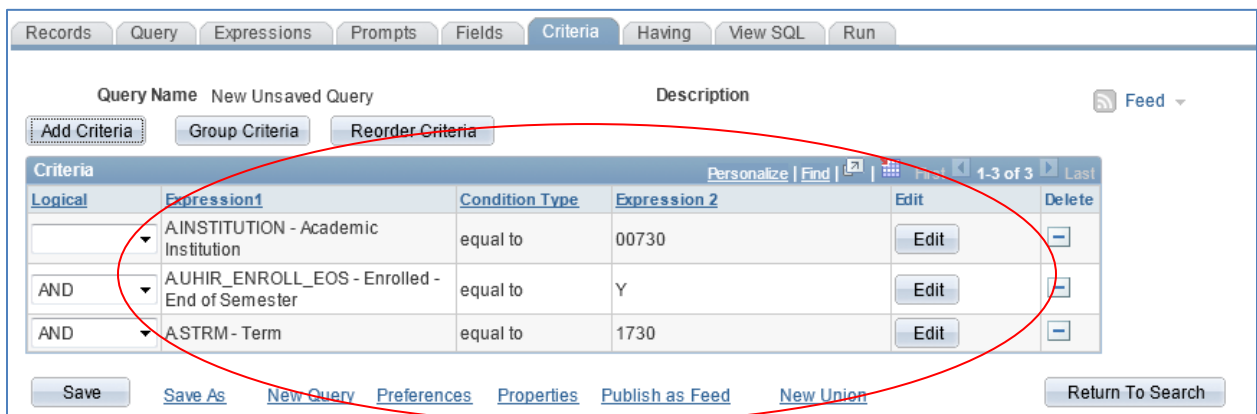 Records Query Expressions Prompts Fields Criteria Having View SQL Run
Query Name New Unsaved Query Description Feed
Add Criteria Group Criteria Reorder Criteria
Criteria Personalize | Find | | First 1-3 of 3 Last
Logical Expression1 Condition Type Expression 2 Edit Delete
A.INSTITUTION - Academic
Institution equal to 00730 Edit
AND A.UHIR_ENROLL_EOS - Enrolled -
End of Semester equal to Y Edit
AND A.STRM - Term equal to 1730 Edit
Save Save As New Query Preferences Properties Publish as Feed New Union Return To Search